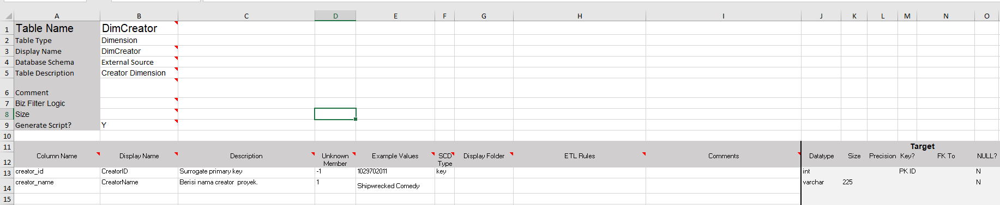 A B C D E F G H I J K L M N O
1 Table Name DimCreator
2 Table Type Dimension
3 Display Name DimCreator
4 Database Schema External Source
5 Table Description Creator Dimension
6 Comment
7 Biz Filter Logic
8 Size
9 Generate Script? Y
10
11 Target
12 Column Name Display Name Description Unknown Member Example Values SCD Type Display Folder ETL Rules Comments Datatype Size Precision Key? FK To NULL?
13 creator_id CreatorID Surrogate primary key -1 1029702011 key int PK ID N
14 creator_name CreatorName Berisi nama creator proyek. 1 Shipwrecked Comedy varchar 225 N
15